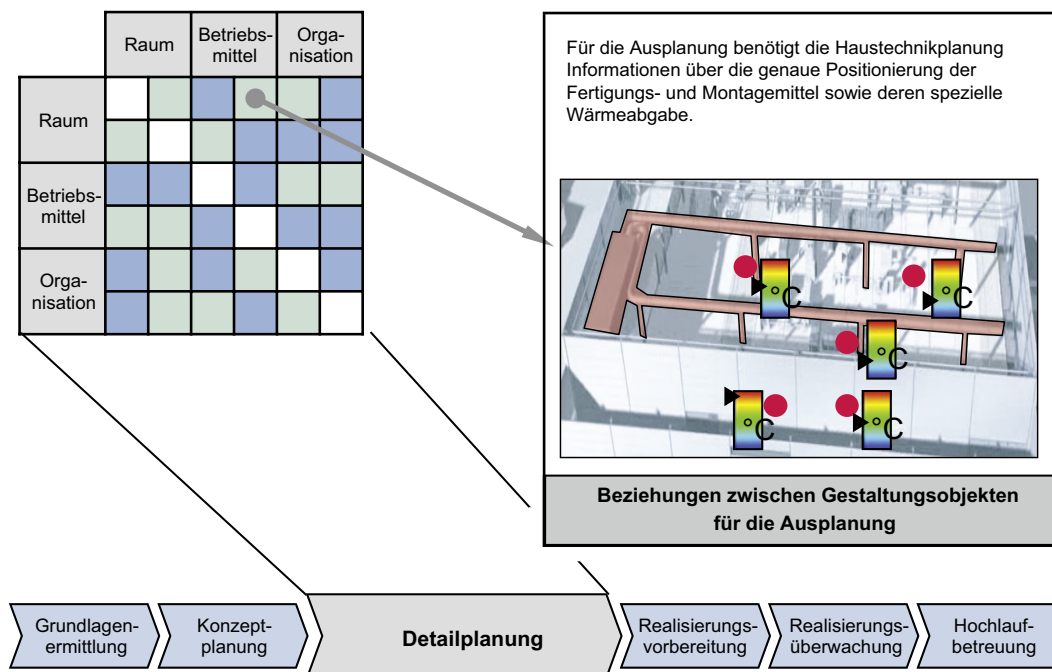 Raum
Betriebs-
mittel
Orga-
nisation
Raum
Betriebs-
mittel
Orga-
nisation
Für die Ausplanung benötigt die Haustechnikplanung
Informationen über die genaue Positionierung der
Fertigungs- und Montagemittel sowie deren spezielle
Wärmeabgabe.
°C
°C
°C
°C
°C
Beziehungen zwischen Gestaltungsobjekten
für die Ausplanung
Grundlagen-
ermittlung
Konzept-
planung
Detailplanung
Realisierungs-
vorbereitung
Realisierungs-
überwachung
Hochlauf-
betreuung